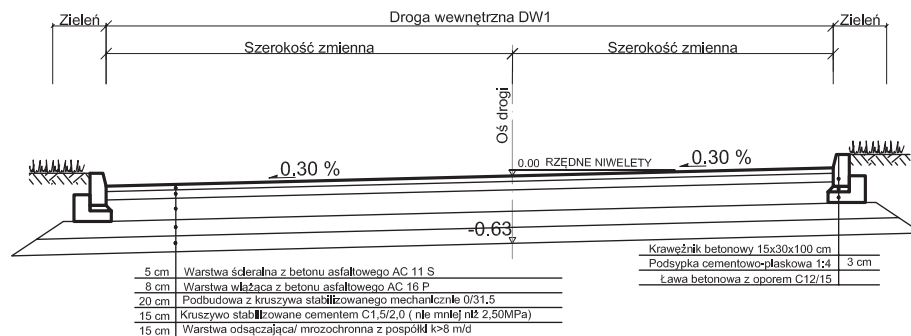 Zieleń
Droga wewnętrzna DW1
Zieleń
Szerokość zmienna
Szerokość zmienna
Oś drogi
0.30 %
0.00 RZĘDNE NIWELETY
0.30 %
-0.63
5 cm Warstwa ścieralna z betonu asfaltowego AC 11 S
8 cm Warstwa wiążąca z betonu asfaltowego AC 16 P
20 cm Podbudowa z kruszywa stabilizowanego mechanicznie 0/31.5
15 cm Kruszywo stabilizowane cementem C1,5/2,0 ( nie mniej niż 2,50MPa)
15 cm Warstwa odsączająca/ mrozochronna z pospółki k>8 m/d
Krawężnik betonowy 15x30x100 cm
Podsypka cementowo-piaskowa 1:4 3 cm
Ława betonowa z oporem C12/15